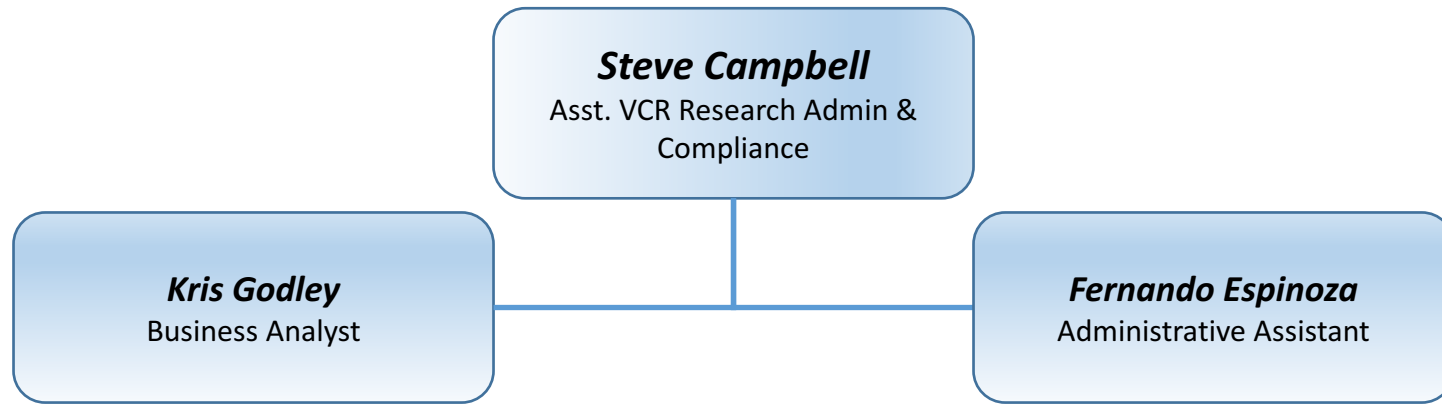 Steve Campbell
Asst. VCR Research Admin &
Compliance
Kris Godley
Business Analyst
Fernando Espinoza
Administrative Assistant